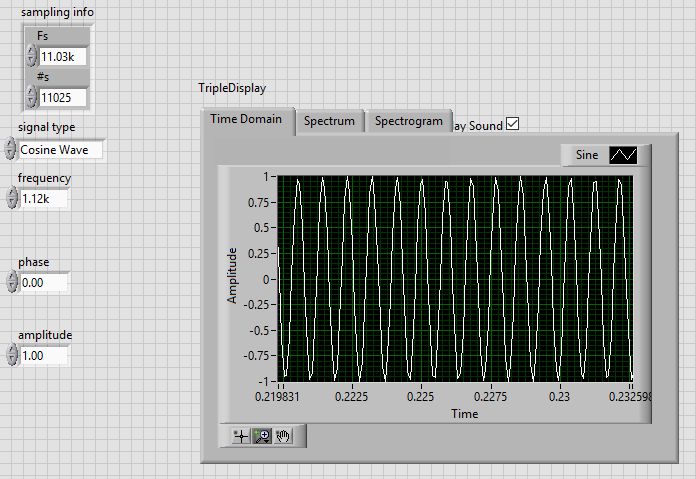 sampling info
Fs
11.03k
#s
11025
signal type
Cosine Wave
frequency
1.12k
phase
0.00
amplitude
1.00
TripleDisplay
Time Domain
Spectrum
Spectrogram
ay Sound
Sine
Amplitude
1
0.75
0.5
0.25
0
-0.25
-0.5
-0.75
-1
0.219831
0.2225
0.225
0.2275
0.23
0.232598
Time